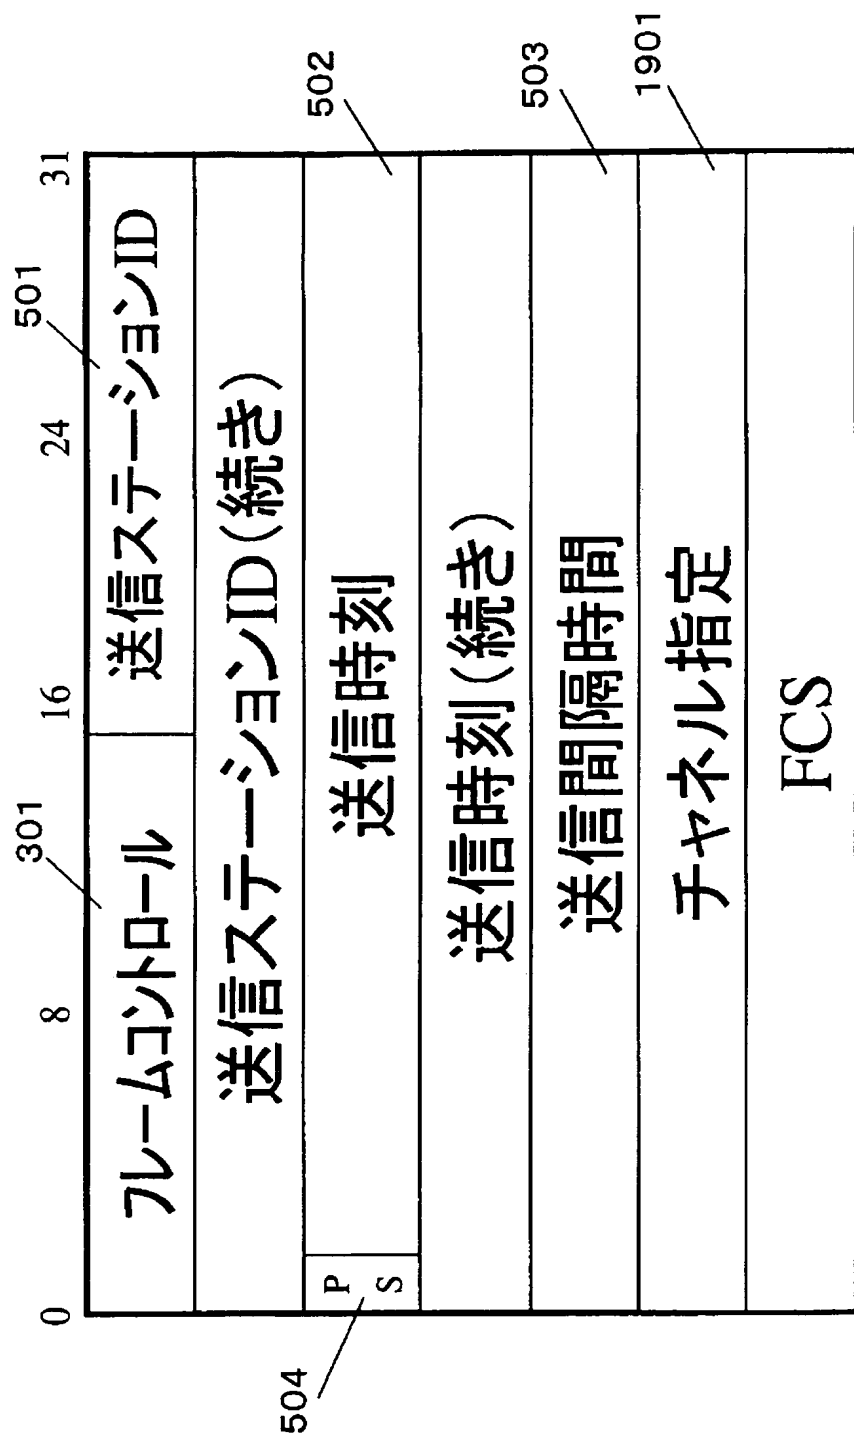 0 8 16 24 31
301
501
フレームコントロール
送信ステーションID
送信ステーションID(続き)
502
504
P S
送信時刻
送信時刻(続き)
503
送信間隔時間
1901
チャネル指定
FCS